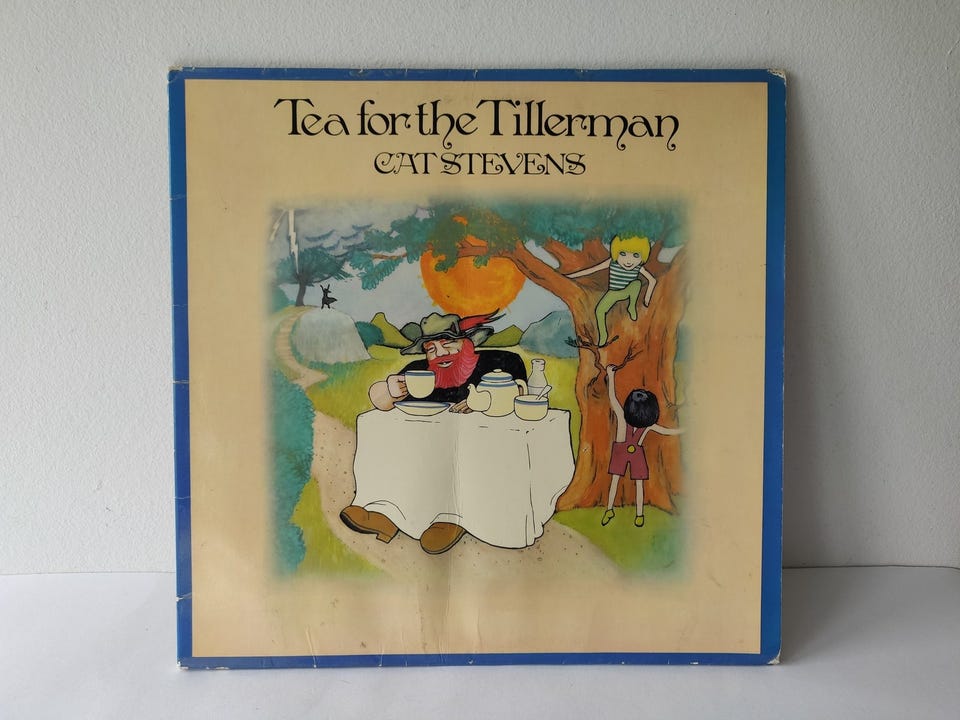 Tea for the Tillerman
CAT STEVENS